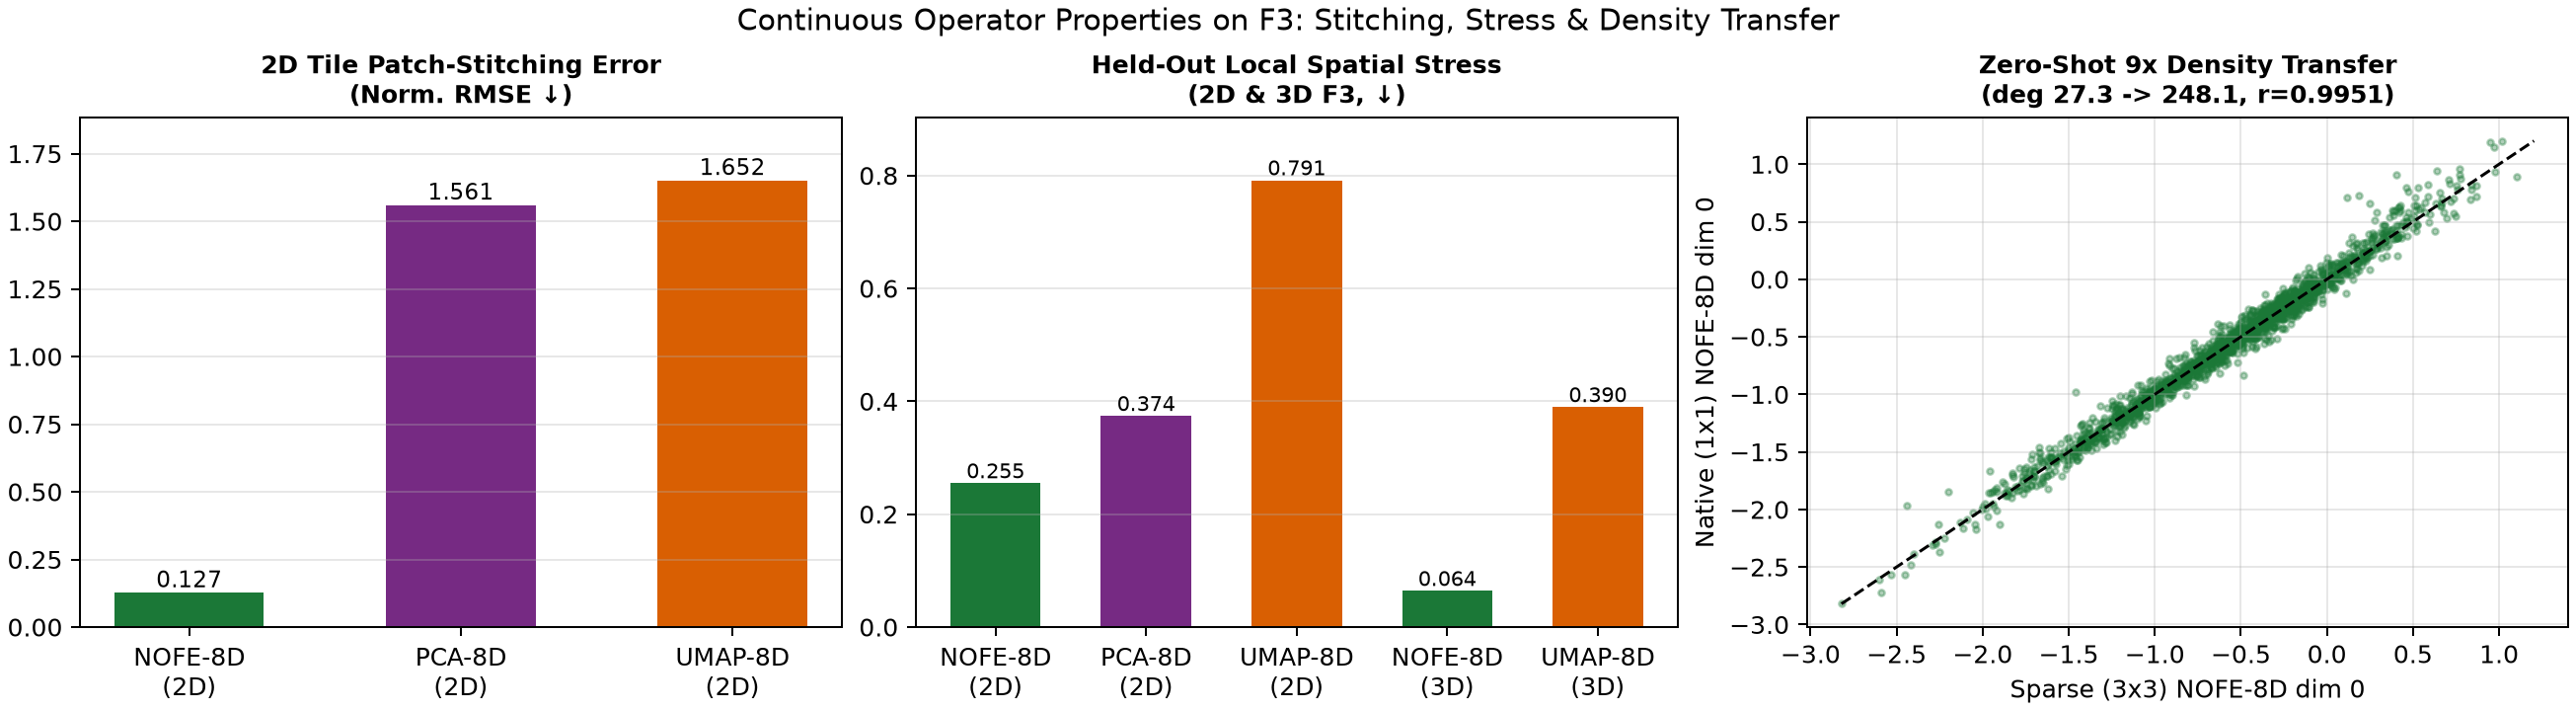 Continuous Operator Properties on F3: Stitching, Stress & Density Transfer
2D Tile Patch-Stitching Error
(Norm. RMSE ↓)
1.75
1.50
1.25
1.00
0.75
0.50
0.25
0.00
0.127
1.561
1.652
NOFE-8D
(2D)
PCA-8D
(2D)
UMAP-8D
(2D)
Held-Out Local Spatial Stress
(2D & 3D F3, ↓)
0.8
0.6
0.4
0.2
0.0
0.255
0.374
0.791
0.064
0.390
NOFE-8D
(2D)
PCA-8D
(2D)
UMAP-8D
(2D)
NOFE-8D
(3D)
UMAP-8D
(3D)
Zero-Shot 9x Density Transfer
(deg 27.3 -> 248.1, r=0.9951)
Native (1x1) NOFE-8D dim 0
1.0
0.5
0.0
−0.5
−1.0
−1.5
−2.0
−2.5
−3.0
−3.0 −2.5 −2.0 −1.5 −1.0 −0.5 0.0 0.5 1.0
Sparse (3x3) NOFE-8D dim 0